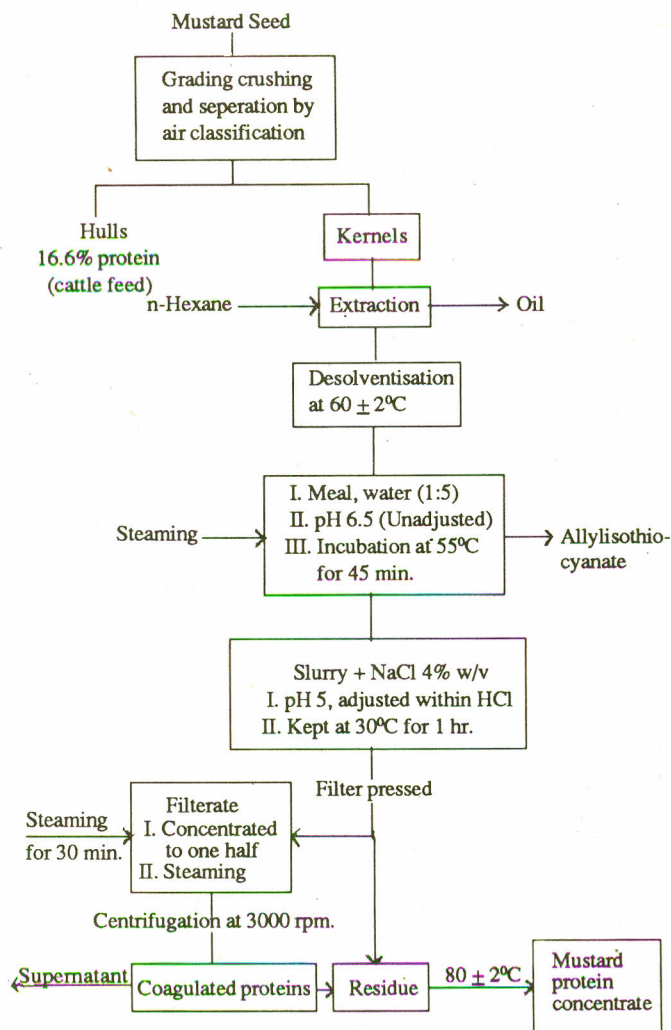 Mustard Seed
Grading crushing
and seperation by
air classification
Hulls
16.6% protein
(cattle feed)
Kernels
n-Hexane
Extraction
Oil
Desolventisation
at 60 ± 2⁰C
Steaming
I. Meal, water (1:5)
II. pH 6.5 (Unadjusted)
III. Incubation at 55⁰C
for 45 min.
Allylisothio-
cyanate
Slurry + NaCl 4% w/v
I. pH 5, adjusted within HCl
II. Kept at 30⁰C for 1 hr.
Filter pressed
Steaming
for 30 min.
Filterate
I. Concentrated
to one half
II. Steaming
Centrifugation at 3000 rpm.
Supernatant
Coagulated proteins
Residue
80 ± 2⁰C
Mustard
protein
concentrate